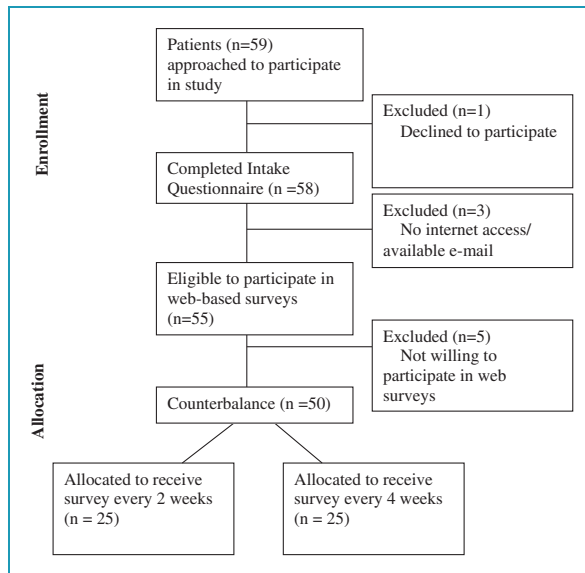 Patients (n=59)
approached to participate
in study
Enrollment
Excluded (n=1)
Declined to participate
Completed Intake
Questionnaire (n =58)
Excluded (n=3)
No internet access/
available e-mail
Eligible to participate in
web-based surveys
(n=55)
Excluded (n=5)
Not willing to
participate in web
surveys
Allocation
Counterbalance (n =50)
Allocated to receive
survey every 2 weeks
(n = 25)
Allocated to receive
survey every 4 weeks
(n = 25)